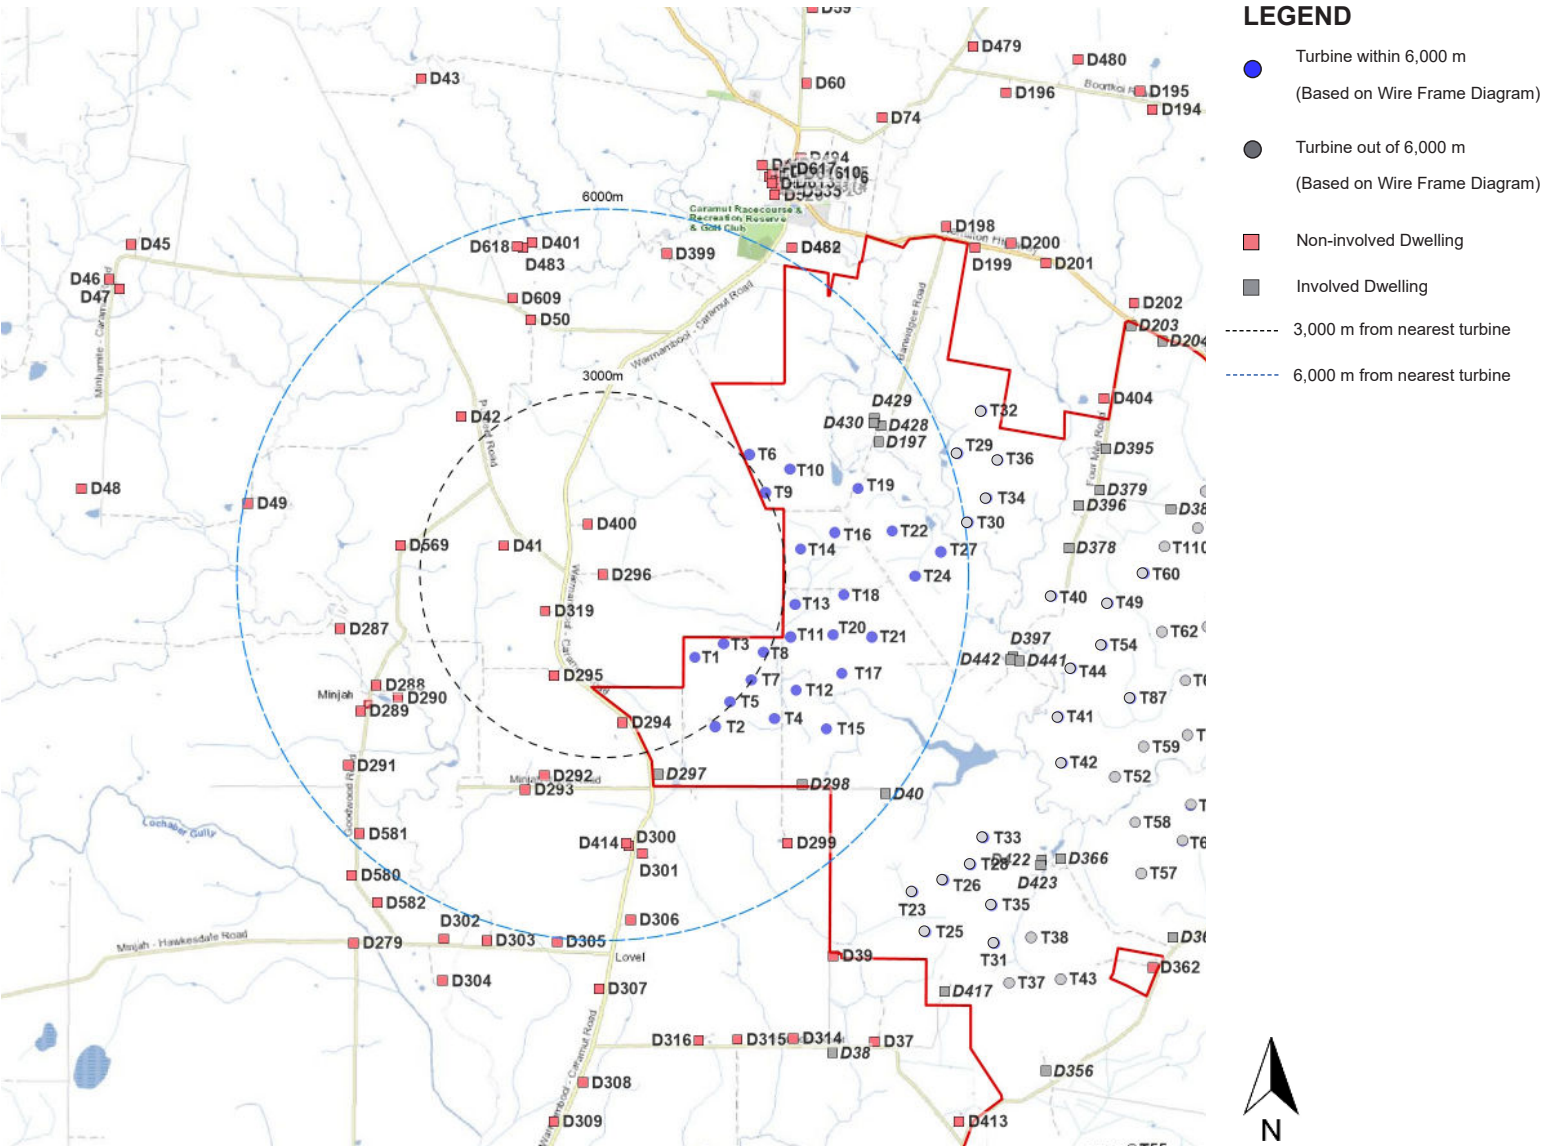 LEGEND
Turbine within 6,000 m
(Based on Wire Frame Diagram)
Turbine out of 6,000 m
(Based on Wire Frame Diagram)
Non-involved Dwelling
Involved Dwelling
3,000 m from nearest turbine
6,000 m from nearest turbine
N
D59
D479
D480
D43
D60
D196
D195
D194
D74
D617
6000m
Caramut Racecourse &
Recreation Reserve
& Golf Club
D198
D45
D618
D401
D483
D399
D482
D200
D199
D201
D46
D47
D609
D50
D202
D203
D204
Warrnambool - Caramut Road
Barwidgee Road
3000m
D42
D429
D430
D428
D197
T32
D404
T6
T10
T29
T36
D395
D48
D49
T9
T19
T34
D379
D396
D400
T16
T22
T30
D569
D41
T14
T27
D378
T110
D296
T24
T60
T13
T18
T40
T49
D319
D287
T11
T20
T21
D397
T62
T3
T1
T8
D442
D441
T54
T44
D295
D288
T7
T17
Minjah
D290
D289
T12
T87
T5
D294
T2
T4
T15
T41
T59
D291
D292
D297
T42
T52
D293
D298
D40
Goodwood Road
Lochaber Gully
D581
D414
D300
D301
D299
T33
T58
D422
D366
T28
D423
T57
D580
T26
D582
T23
T35
D302
D306
T25
T38
Minjah - Hawkesdale Road
D279
D303
D305
T31
Lovel
D39
D362
D304
D307
D417
T37
T43
D316
D315
D314
D37
D38
D308
D356
D309
D413